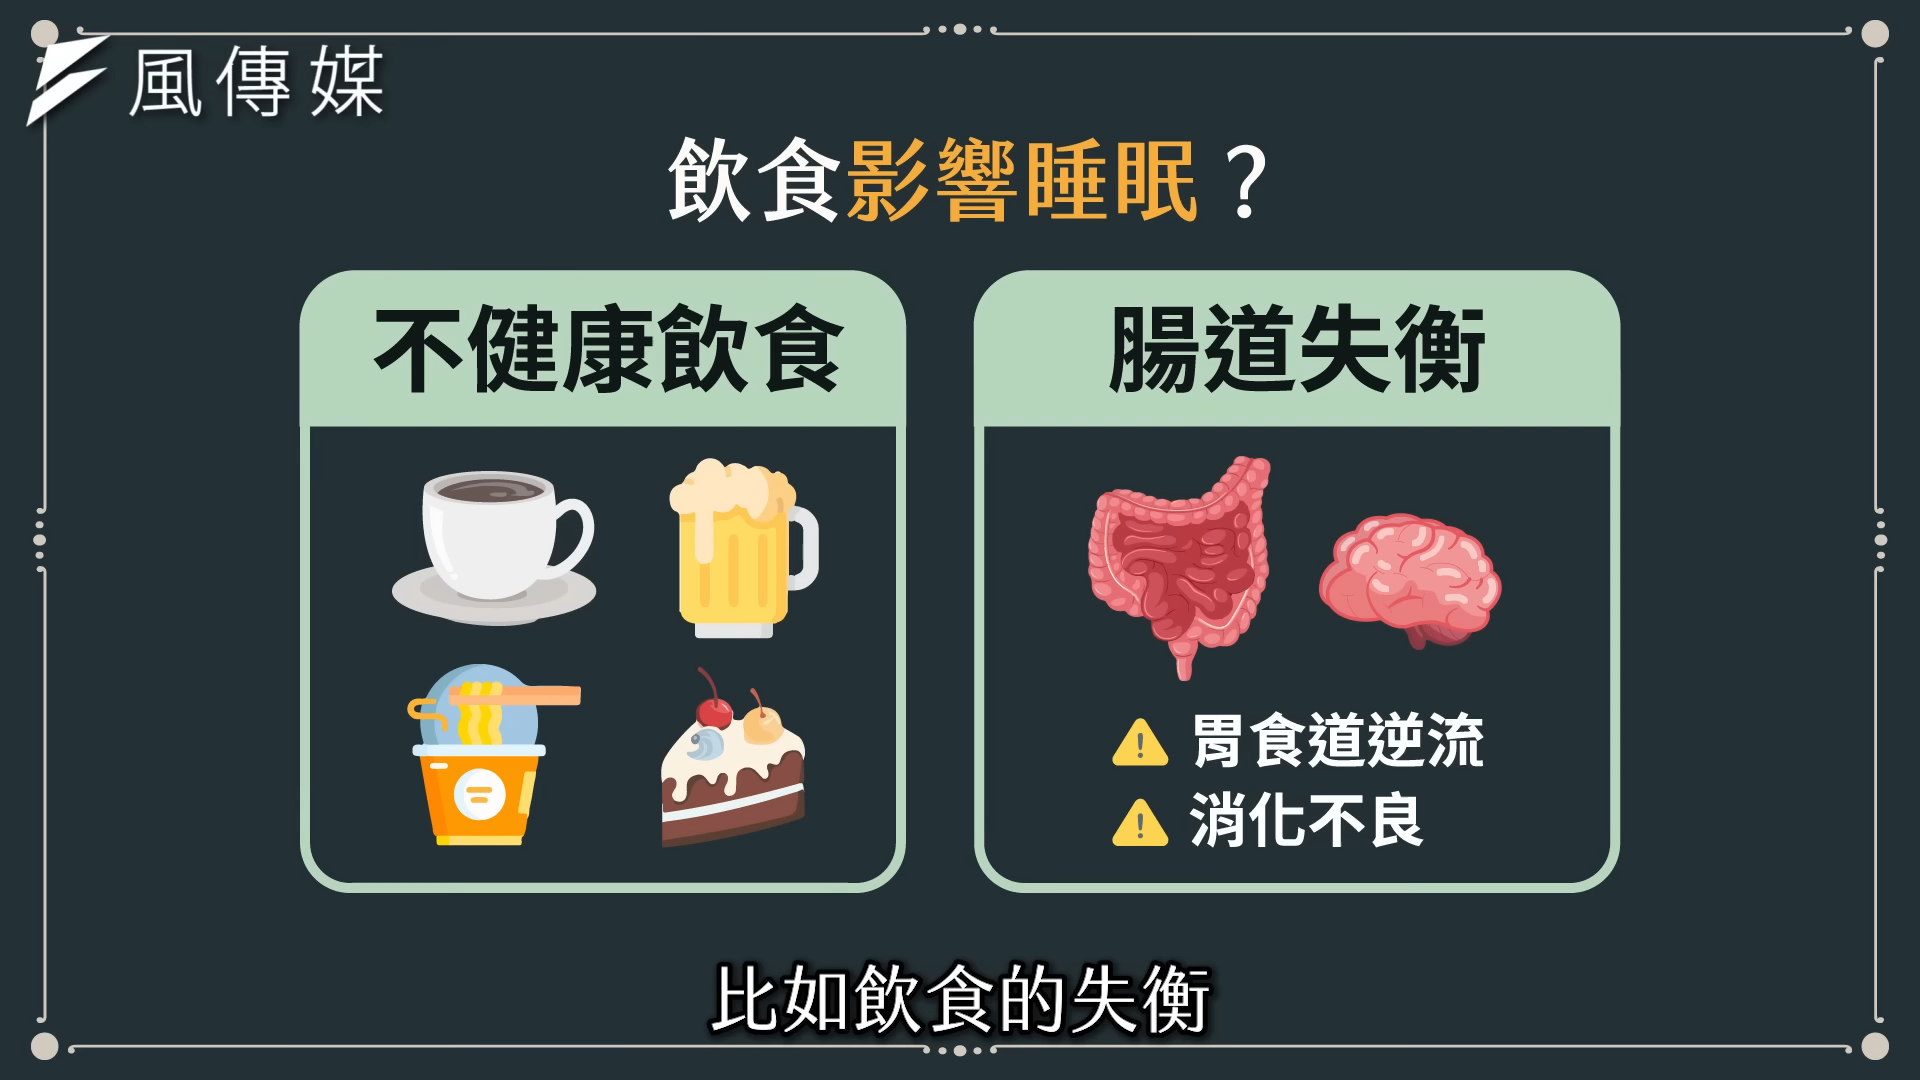 風傳媒
飲食影響睡眠？
不健康飲食
腸道失衡
胃食道逆流
消化不良
比如飲食的失衡